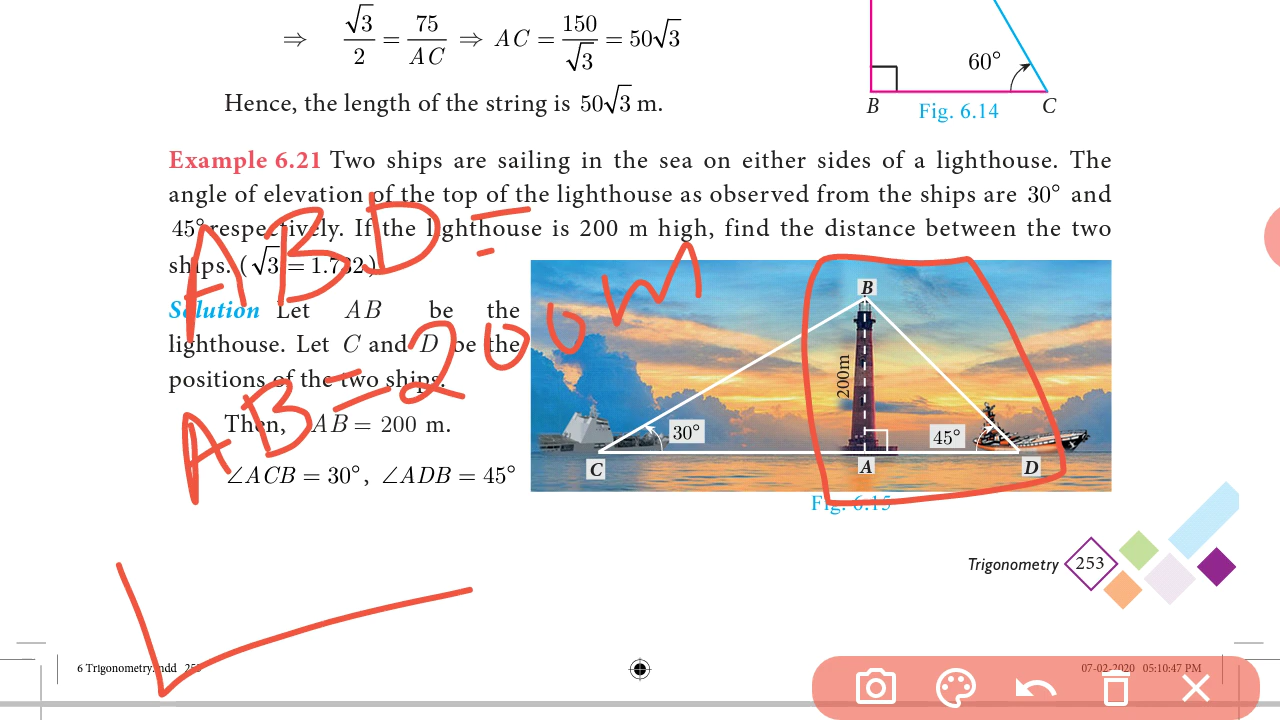 ⇒ √3/2 = 75/AC ⇒ AC = 150/√3 = 50√3
Hence, the length of the string is 50√3 m.
60°
B
C
Fig. 6.14
Example 6.21 Two ships are sailing in the sea on either sides of a lighthouse. The
angle of elevation of the top of the lighthouse as observed from the ships are 30° and
45° respectively. If the lighthouse is 200 m high, find the distance between the two
ships. (√3 = 1.732)
ABD =
Solution Let AB be the
lighthouse. Let C and D be the
positions of the two ships.
Then, AB = 200 m.
∠ACB = 30°, ∠ADB = 45°
AB = 200m
B
200m
30°
45°
C
A
D
Fig. 6.15
Trigonometry 253
6 Trigonometry.indd 253
07-02-2020 05:10:47 PM